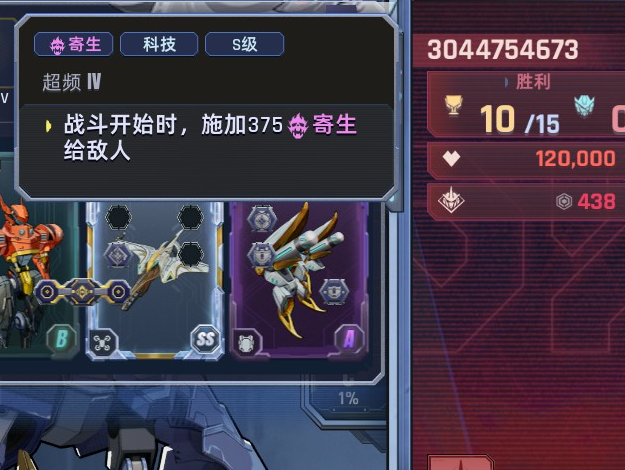 寄生 科技 S级
超频 IV
V
战斗开始时，施加375寄生
给敌人
3044754673
胜利
10 /15
120,000
438
B
SS
A
1%